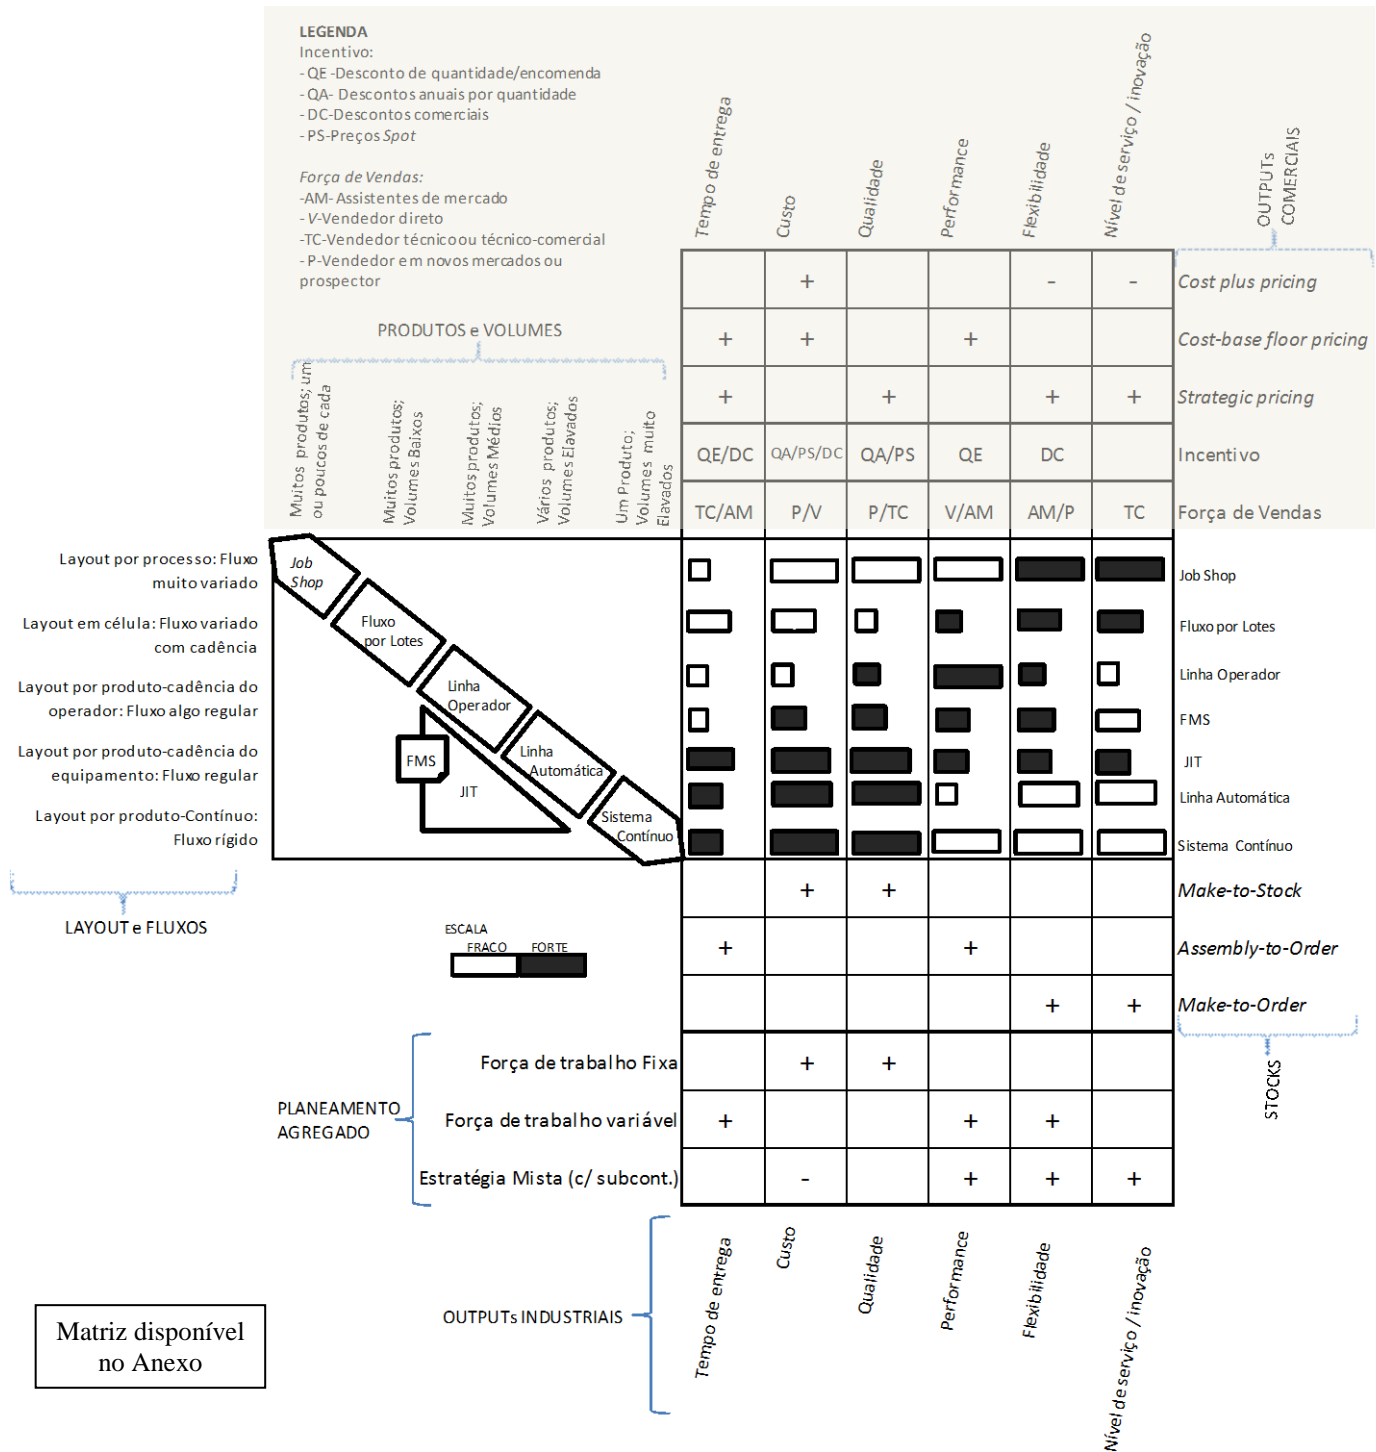 LEGENDA
Incentivo:
- QE -Desconto de quantidade/encomenda
- QA- Descontos anuais por quantidade
- DC-Descontos comerciais
- PS-Preços Spot
Força de Vendas:
-AM- Assistentes de mercado
- V-Vendedor direto
-TC-Vendedor técnico ou técnico-comercial
- P-Vendedor em novos mercados ou
prospector
Tempo de entrega
Custo
Qualidade
Performance
Flexibilidade
Nível de serviço / inovação
OUTPUTs
COMERCIAIS
+ - - Cost plus pricing
+ + + Cost-base floor pricing
+ + + + Strategic pricing
QE/DC QA/PS/DC QA/PS QE DC Incentivo
TC/AM P/V P/TC V/AM AM/P TC Força de Vendas
PRODUTOS e VOLUMES
Muitos produtos; um
ou poucos de cada
Muitos produtos;
Volumes Baixos
Muitos produtos;
Volumes Médios
Vários produtos;
Volumes Elavados
Um Produto;
Volumes muito
Elavados
Layout por processo: Fluxo
muito variado
Layout em célula: Fluxo variado
com cadência
Layout por produto-cadência do
operador: Fluxo algo regular
Layout por produto-cadência do
equipamento: Fluxo regular
Layout por produto-Contínuo:
Fluxo rígido
LAYOUT e FLUXOS
Job
Shop
Fluxo
por Lotes
Linha
Operador
Linha
Automática
Sistema
Contínuo
FMS
JIT
Job Shop
Fluxo por Lotes
Linha Operador
FMS
JIT
Linha Automática
Sistema Contínuo
ESCALA
FRACO FORTE
+ + Make-to-Stock
+ + Assembly-to-Order
+ + Make-to-Order
STOCKS
PLANEAMENTO
AGREGADO
Força de trabalho Fixa + +
Força de trabalho variável + + +
Estratégia Mista (c/ subcont.) - + + +
OUTPUTs INDUSTRIAIS
Tempo de entrega
Custo
Qualidade
Performance
Flexibilidade
Nível de serviço / inovação
Matriz disponível
no Anexo